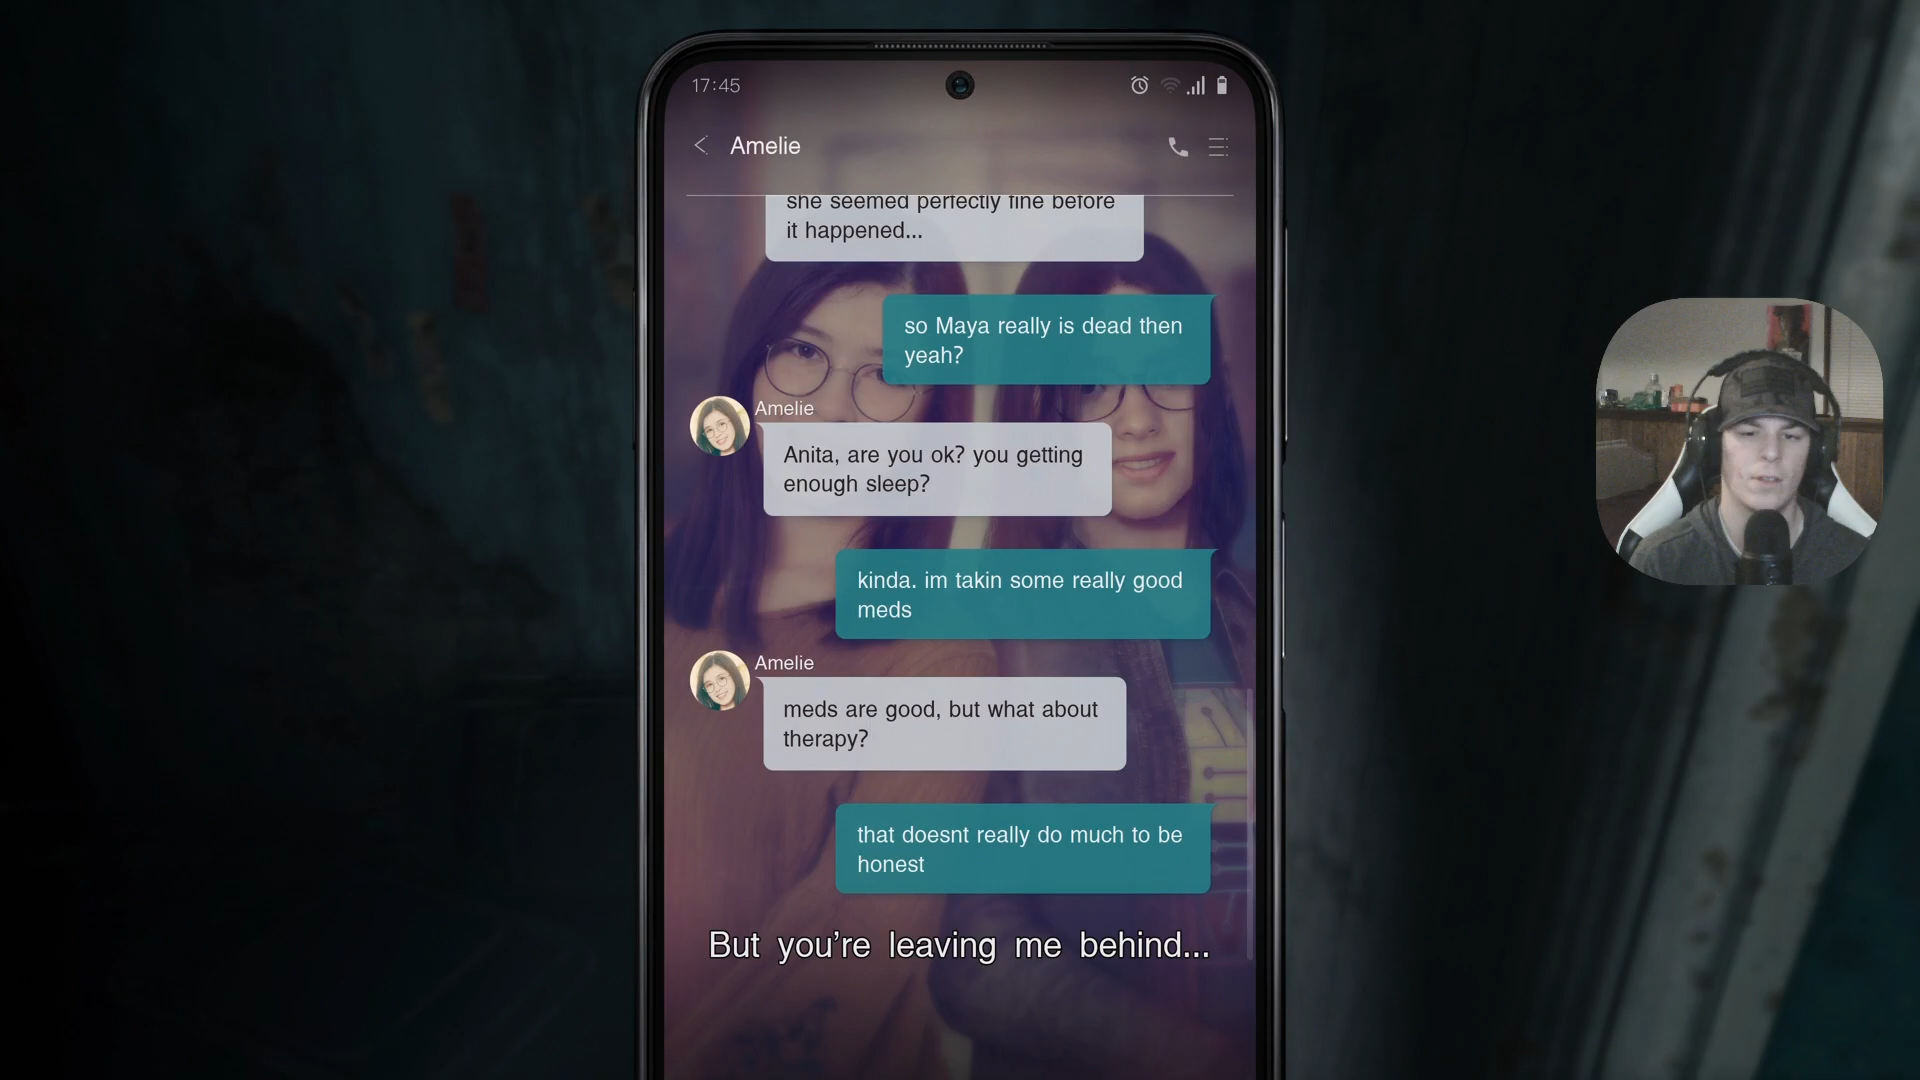 17:45
Amelie
she seemed perfectly fine before
it happened...
so Maya really is dead then
yeah?
Amelie
Anita, are you ok? you getting
enough sleep?
kinda. im takin some really good
meds
Amelie
meds are good, but what about
therapy?
that doesnt really do much to be
honest
But you're leaving me behind...